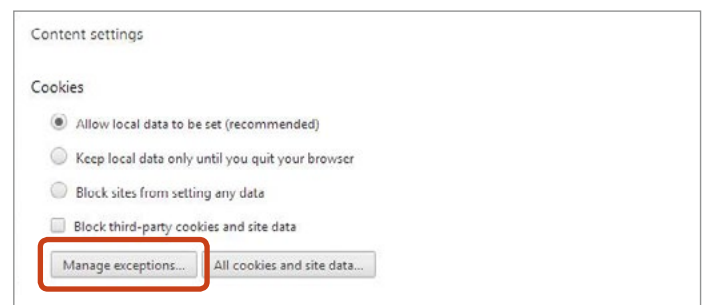 Content settings
Cookies
Allow local data to be set (recommended)
Keep local data only until you quit your browser
Block sites from setting any data
Block third-party cookies and site data
Manage exceptions... All cookies and site data...